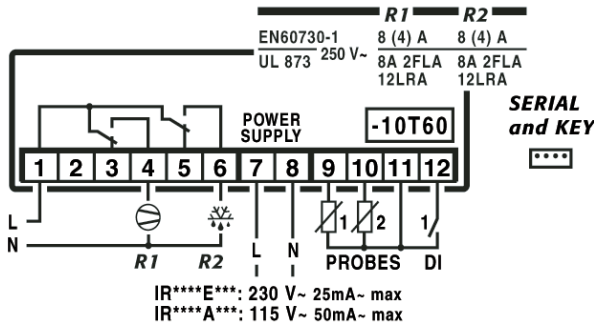 R1 R2
EN60730-1 250 V~ 8 (4) A 8 (4) A
UL 873 8A 2FLA 8A 2FLA
12LRA 12LRA
SERIAL
and KEY
POWER
SUPPLY
-10T60
1 2 3 4 5 6 7 8 9 10 11 12
L
N
1 2 1
L N
R1 R2 PROBES DI
IR****E***: 230 V~ 25mA~ max
IR****A***: 115 V~ 50mA~ max